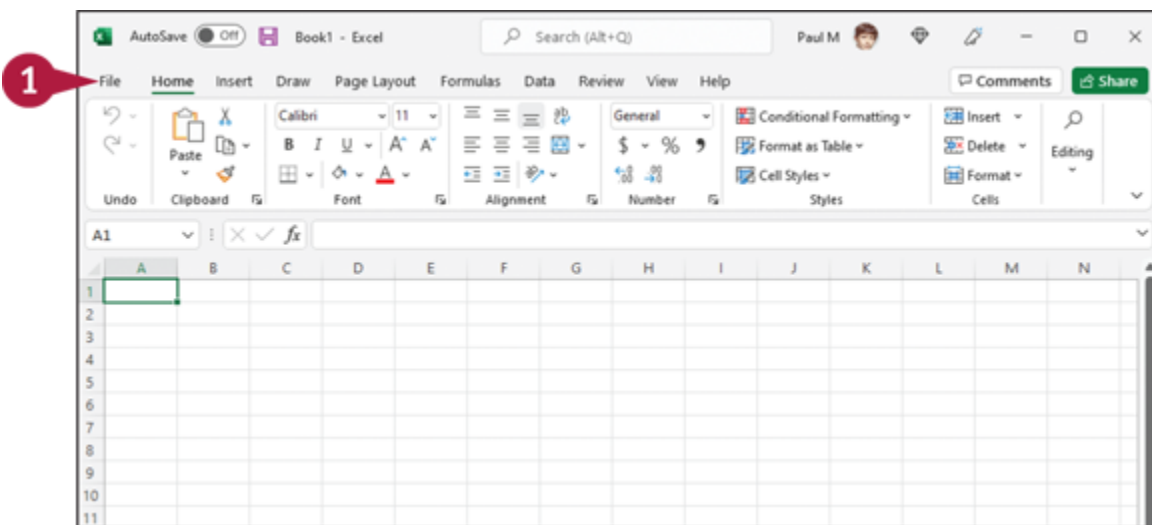 AutoSave Off Book1 - Excel Search (Alt+Q) Paul M
1
File Home Insert Draw Page Layout Formulas Data Review View Help Comments Share
Calibri 11 ab General Conditional Formatting Insert
Paste B I U A A $ % 9 Format as Table Delete Editing
A Cell Styles Format
Undo Clipboard Font Alignment Number Styles Cells
A1 fx
A B C D E F G H I J K L M N
1
2
3
4
5
6
7
8
9
10
11